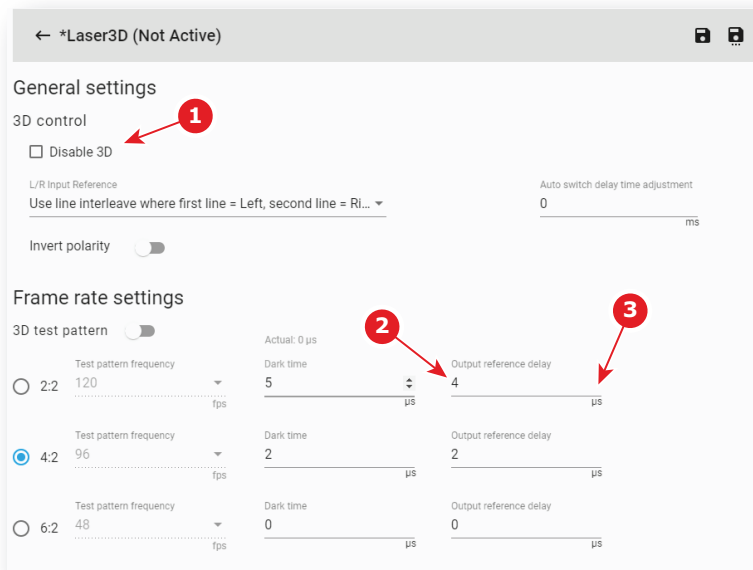 *Laser3D (Not Active)
General settings
1
3D control
Disable 3D
L/R Input Reference
Auto switch delay time adjustment
Use line interleave where first line = Left, second line = Ri...
0
ms
Invert polarity
Frame rate settings
2
3
3D test pattern
Actual: 0 µs
Test pattern frequency Dark time Output reference delay
2:2 120 5 4
fps µs µs
Test pattern frequency Dark time Output reference delay
4:2 96 2 2
fps µs µs
Test pattern frequency Dark time Output reference delay
6:2 48 0 0
fps µs µs